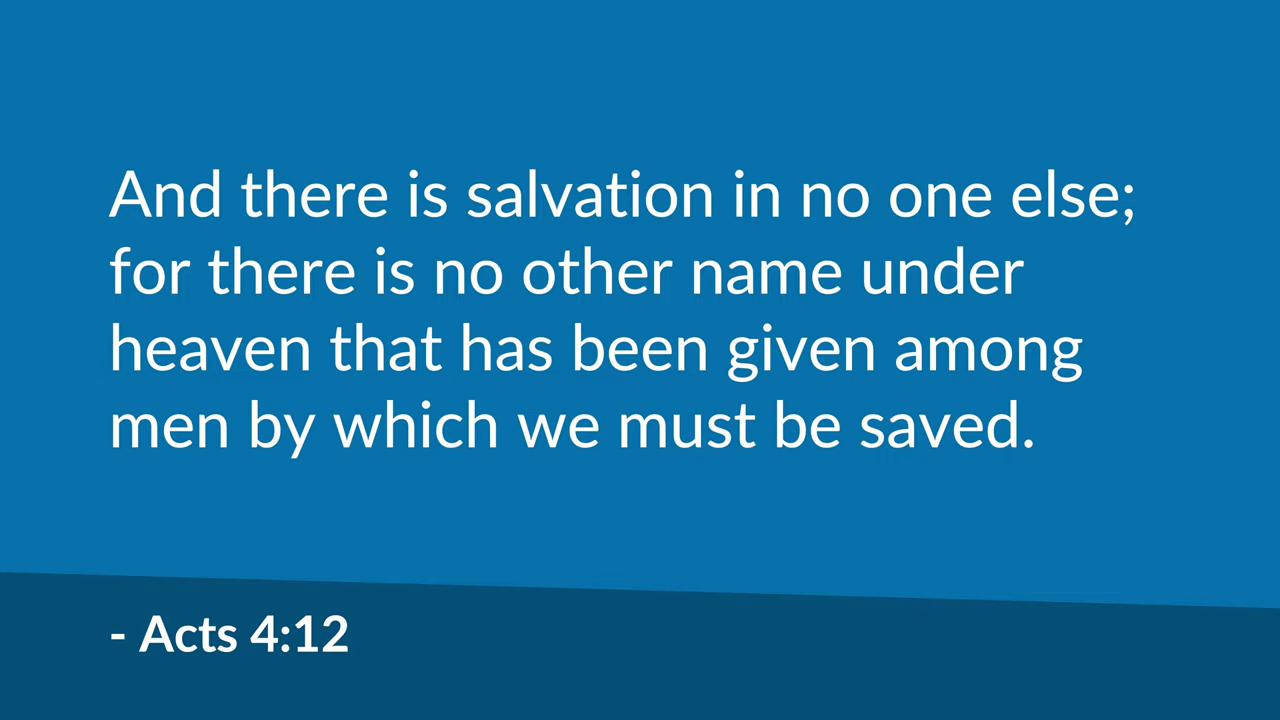 And there is salvation in no one else;
for there is no other name under
heaven that has been given among
men by which we must be saved.
- Acts 4:12